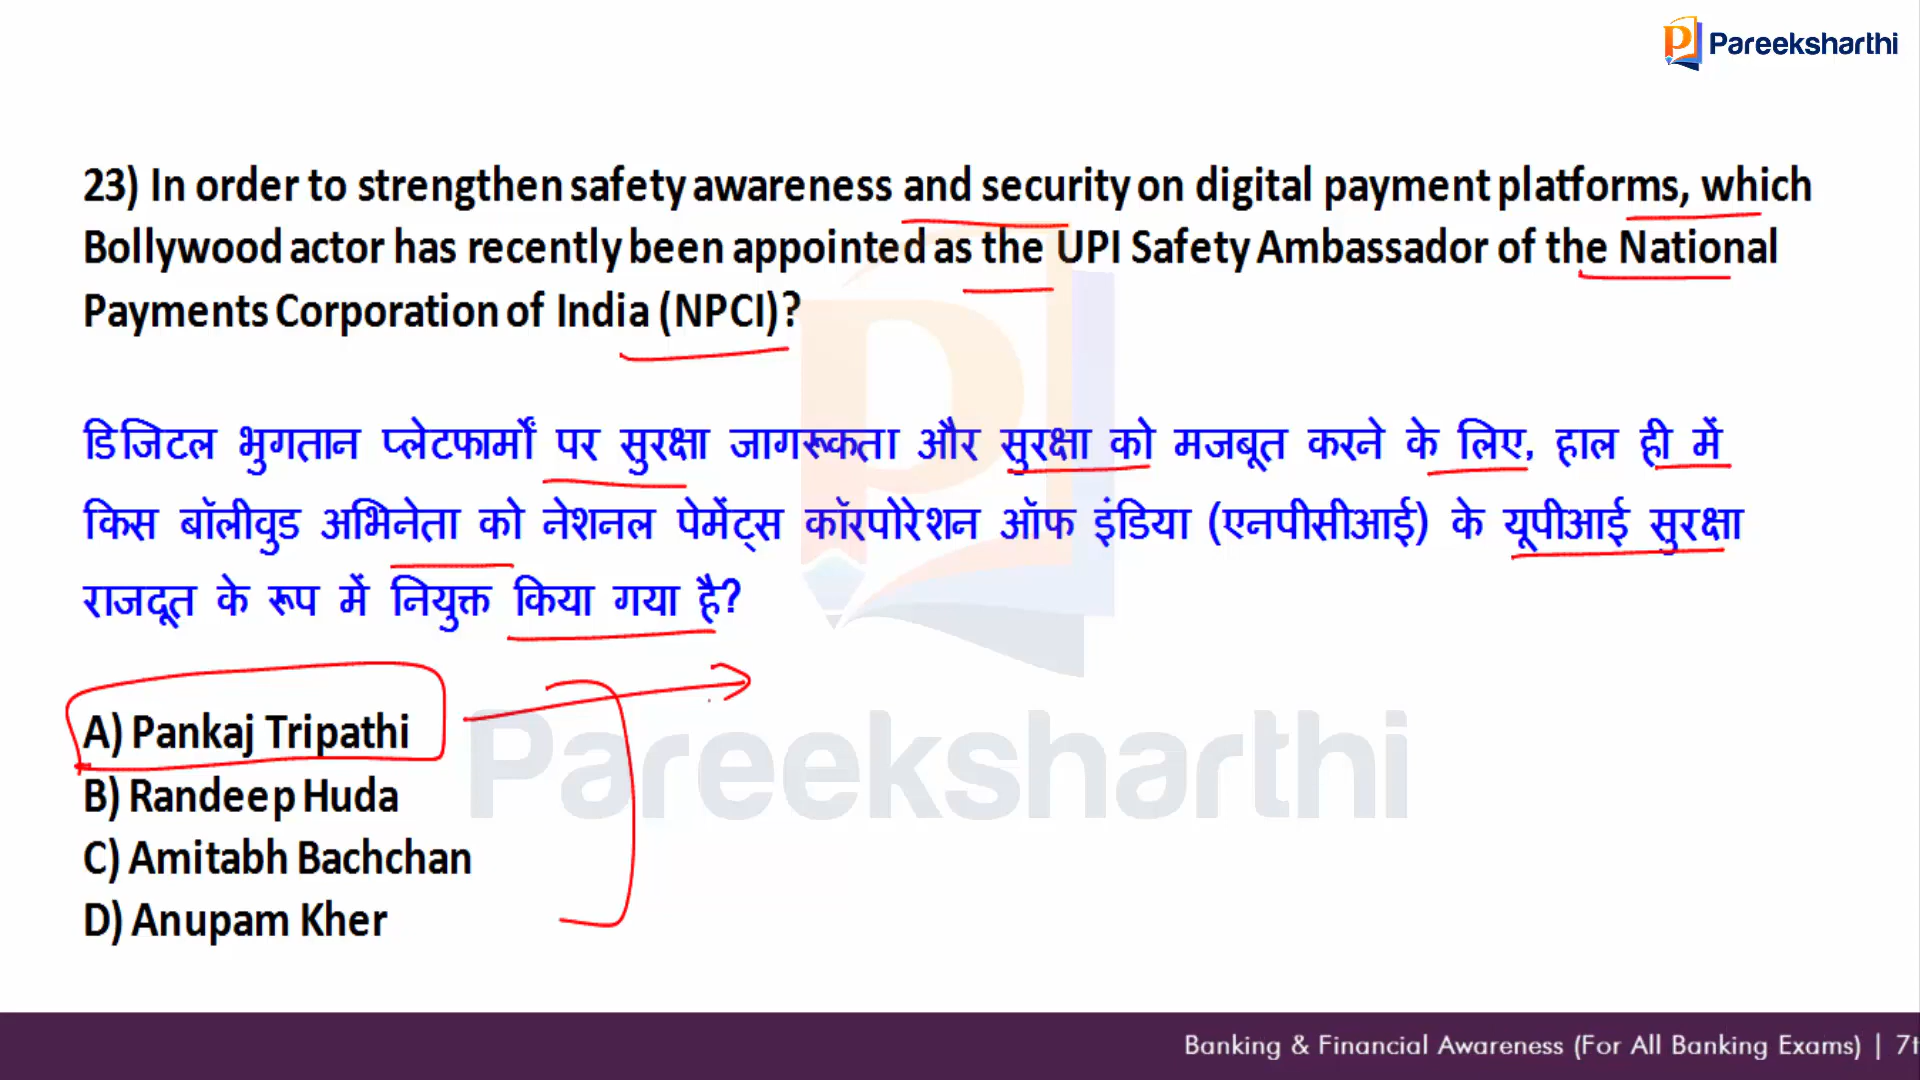 Pareeksharthi
23) In order to strengthen safety awareness and security on digital payment platforms, which
Bollywood actor has recently been appointed as the UPI Safety Ambassador of the National
Payments Corporation of India (NPCI)?
डिजिटल भुगतान प्लेटफार्मों पर सुरक्षा जागरूकता और सुरक्षा को मजबूत करने के लिए, हाल ही में
किस बॉलीवुड अभिनेता को नेशनल पेमेंट्स कॉरपोरेशन ऑफ इंडिया (एनपीसीआई) के यूपीआई सुरक्षा
राजदूत के रूप में नियुक्त किया गया है?
A) Pankaj Tripathi
B) Randeep Huda
C) Amitabh Bachchan
D) Anupam Kher
Pareeksharthi
Banking & Financial Awareness (For All Banking Exams) | 7t